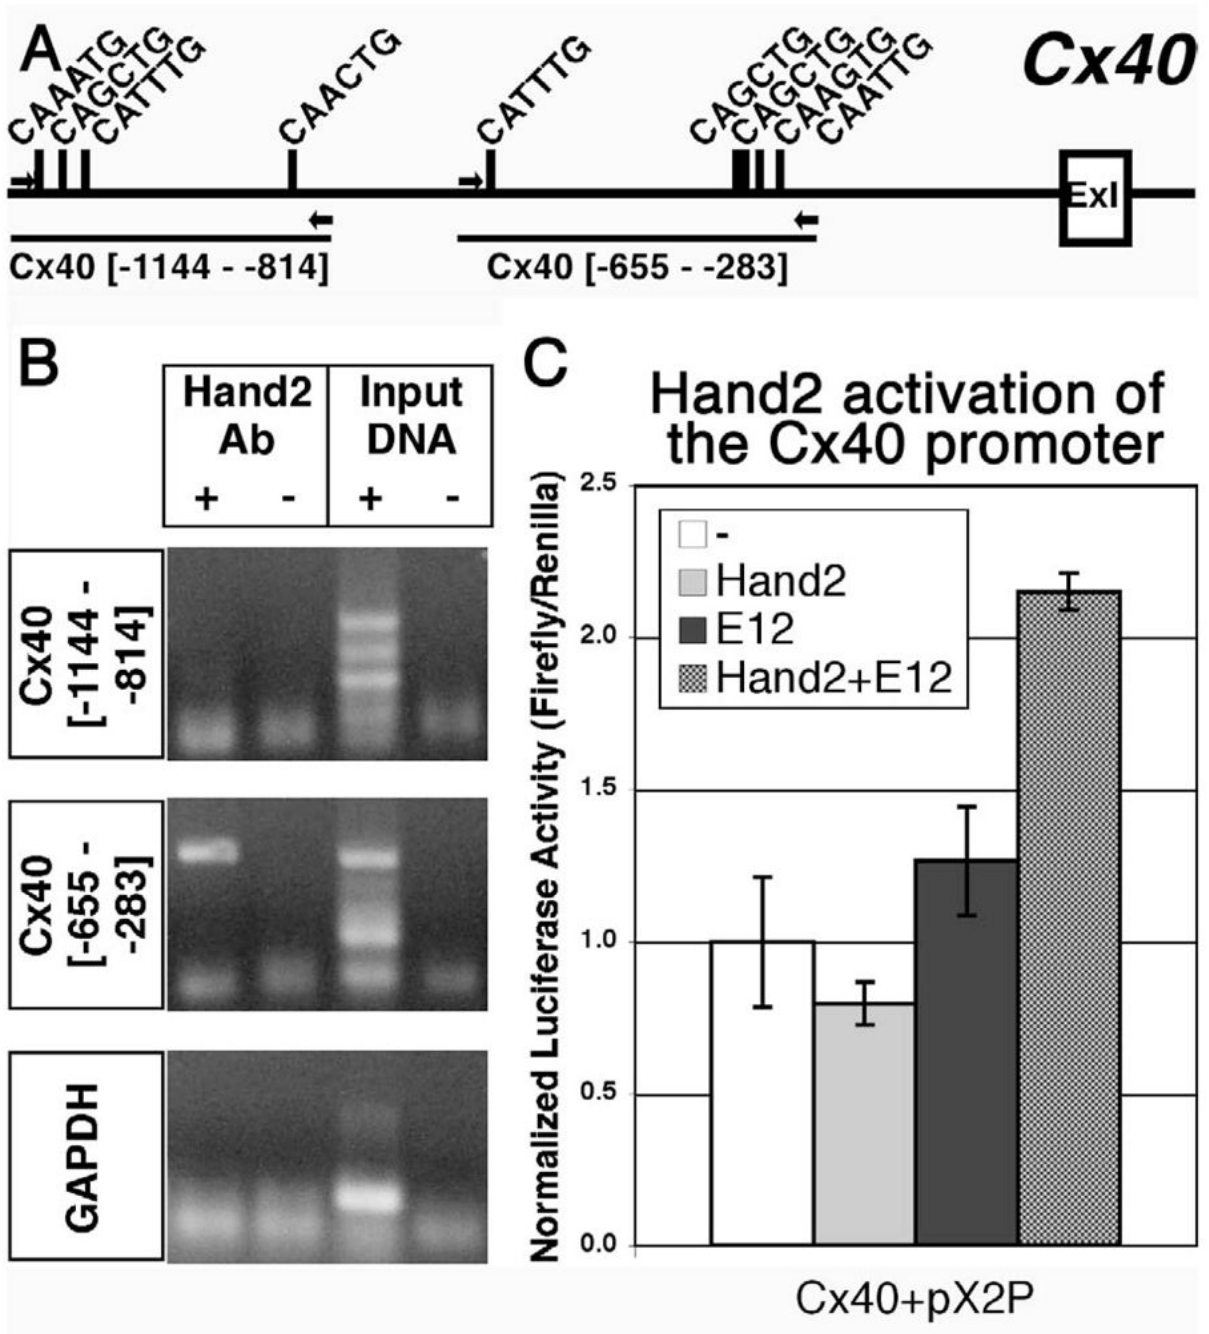 A
CAAATG
CAGCTG
CATTTG
CAACTG
CATTTG
CAGCTG
CAGCTG
CAAGTG
CAATTG
Cx40
ExI
Cx40 [-1144 - -814]
Cx40 [-655 - -283]
B
Hand2
Ab
Input
DNA
+ - + -
Cx40
[-1144 -
-814]
Cx40
[-655 -
-283]
GAPDH
C
Hand2 activation of
the Cx40 promoter
Normalized Luciferase Activity (Firefly/Renilla)
2.5
2.0
1.5
1.0
0.5
0.0
-
Hand2
E12
Hand2+E12
Cx40+pX2P